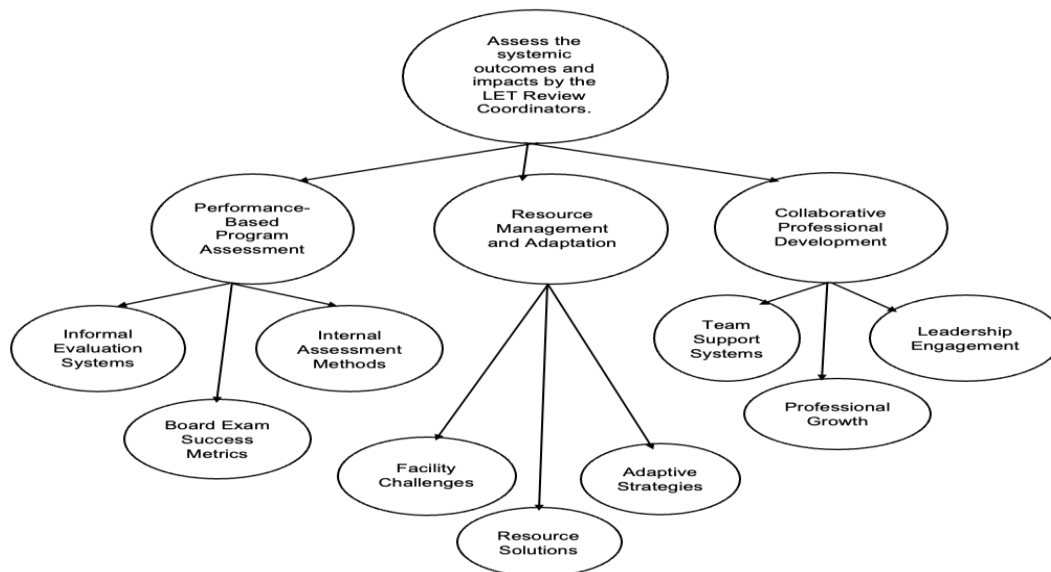 Assess the
systemic
outcomes and
impacts by the
LET Review
Coordinators.
Performance-
Based
Program
Assessment
Resource
Management
and Adaptation
Collaborative
Professional
Development
Informal
Evaluation
Systems
Internal
Assessment
Methods
Board Exam
Success
Metrics
Facility
Challenges
Resource
Solutions
Adaptive
Strategies
Team
Support
Systems
Professional
Growth
Leadership
Engagement